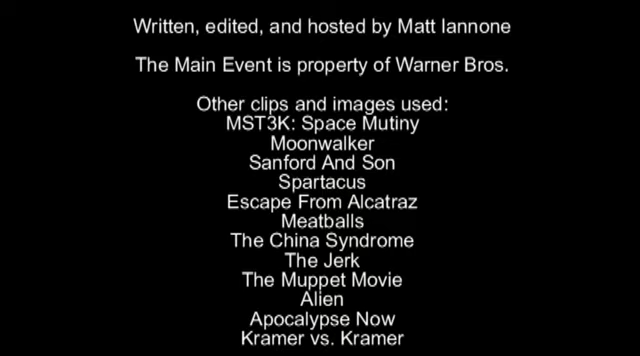 Written, edited, and hosted by Matt Iannone
The Main Event is property of Warner Bros.
Other clips and images used:
MST3K: Space Mutiny
Moonwalker
Sanford And Son
Spartacus
Escape From Alcatraz
Meatballs
The China Syndrome
The Jerk
The Muppet Movie
Alien
Apocalypse Now
Kramer vs. Kramer